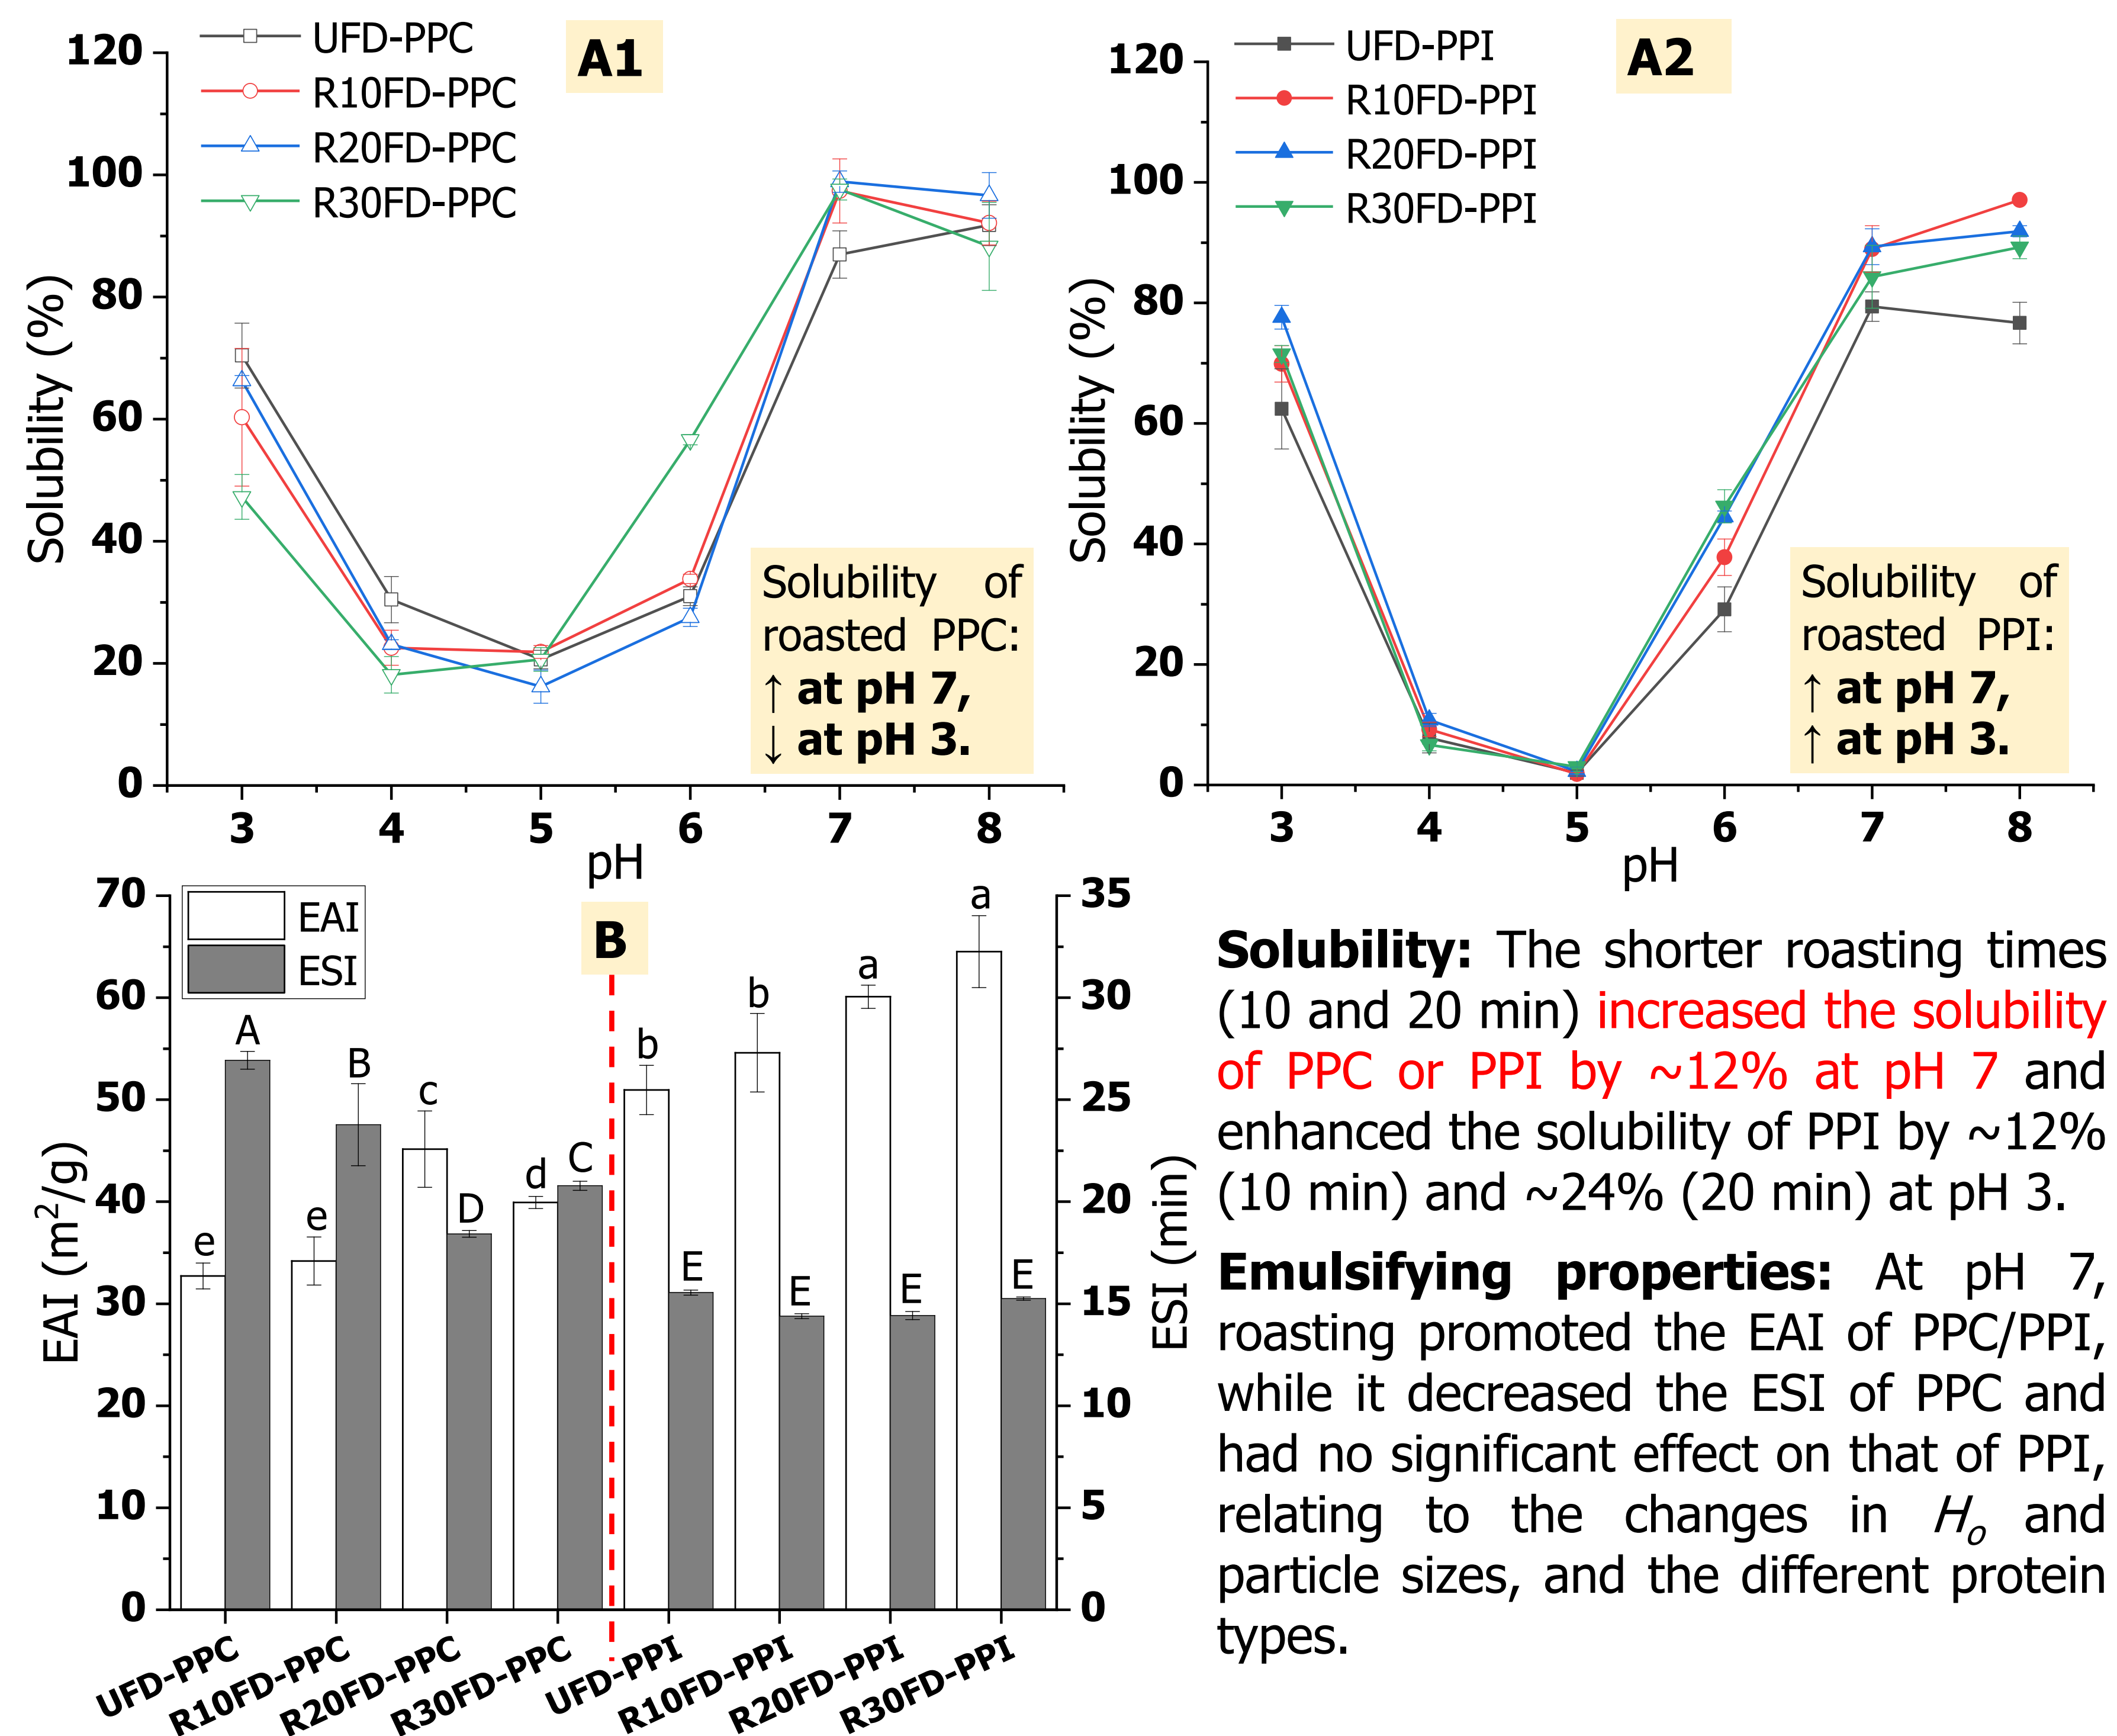 UFD-PPC
R10FD-PPC
R20FD-PPC
R30FD-PPC
A1
120
100
80
60
40
20
0
Solubility (%)
3 4 5 6 7 8
pH
Solubility of
roasted PPC:
↑ at pH 7,
↓ at pH 3.
UFD-PPI
R10FD-PPI
R20FD-PPI
R30FD-PPI
A2
120
100
80
60
40
20
0
Solubility (%)
3 4 5 6 7 8
pH
Solubility of
roasted PPI:
↑ at pH 7,
↑ at pH 3.
EAI
ESI
B
70
60
50
40
30
20
10
0
EAI (m²/g)
35
30
25
20
15
10
5
0
ESI (min)
e A e B c D d C b E b E a E a E
UFD-PPC
R10FD-PPC
R20FD-PPC
R30FD-PPC
UFD-PPI
R10FD-PPI
R20FD-PPI
R30FD-PPI
Solubility: The shorter roasting times
(10 and 20 min) increased the solubility
of PPC or PPI by ~12% at pH 7 and
enhanced the solubility of PPI by ~12%
(10 min) and ~24% (20 min) at pH 3.
Emulsifying properties: At pH 7,
roasting promoted the EAI of PPC/PPI,
while it decreased the ESI of PPC and
had no significant effect on that of PPI,
relating to the changes in Hₒ and
particle sizes, and the different protein
types.